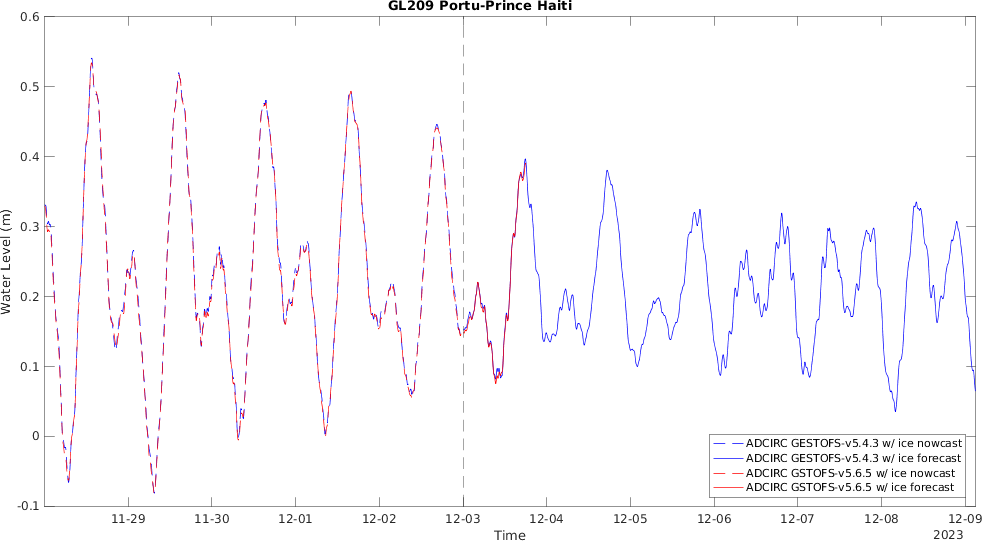 GL209 Portu-Prince Haiti
0.6
0.5
0.4
0.3
0.2
0.1
0
-0.1
Water Level (m)
ADCIRC GESTOFS-v5.4.3 w/ ice nowcast
ADCIRC GESTOFS-v5.4.3 w/ ice forecast
ADCIRC GSTOFS-v5.6.5 w/ ice nowcast
ADCIRC GSTOFS-v5.6.5 w/ ice forecast
11-29 11-30 12-01 12-02 12-03 12-04 12-05 12-06 12-07 12-08 12-09
Time
2023